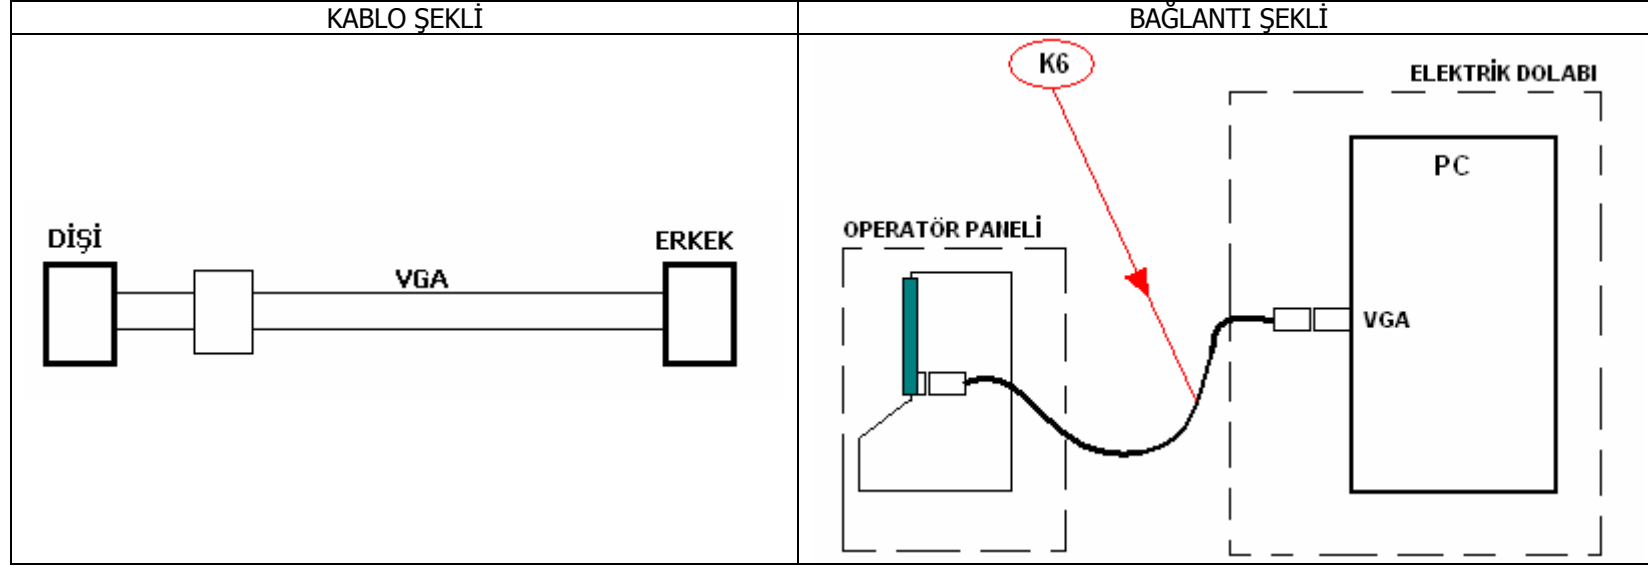 KABLO ŞEKLİ
BAĞLANTI ŞEKLİ
DİŞİ
VGA
ERKEK
K6
ELEKTRİK DOLABI
PC
OPERATÖR PANELİ
VGA